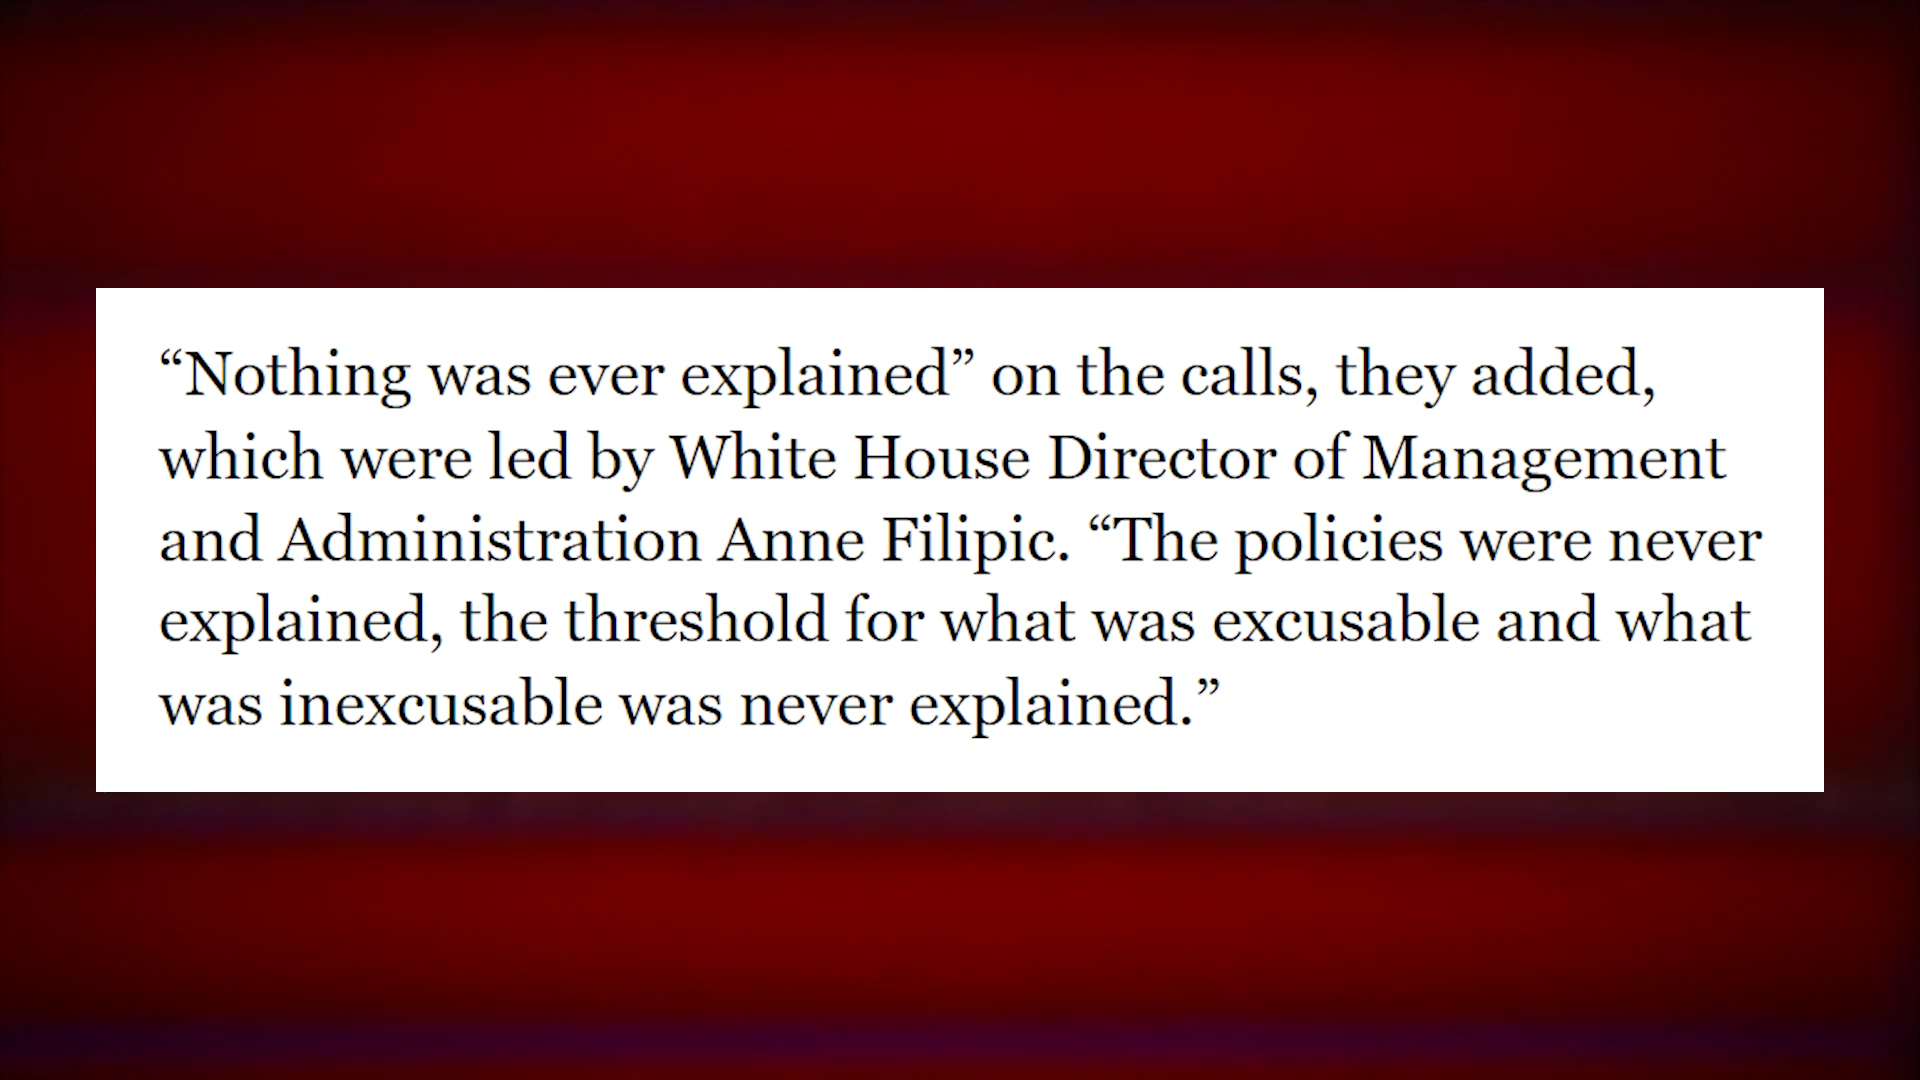 “Nothing was ever explained” on the calls, they added,
which were led by White House Director of Management
and Administration Anne Filipic. “The policies were never
explained, the threshold for what was excusable and what
was inexcusable was never explained.”